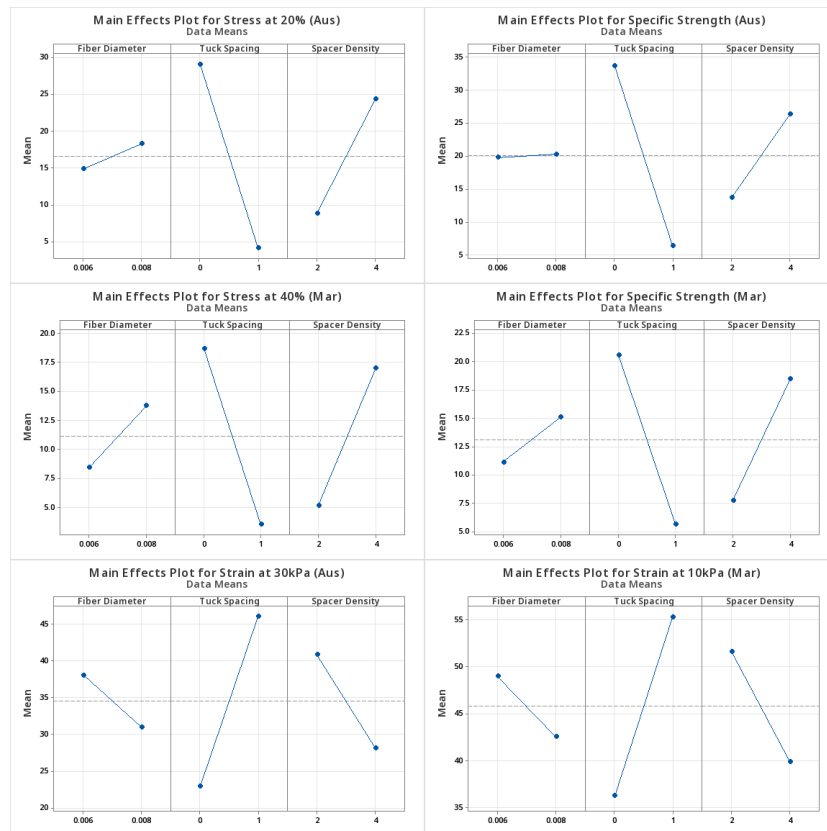 Main Effects Plot for Stress at 20% (Aus)
Data Means
Fiber Diameter Tuck Spacing Spacer Density
30
25
20
15
10
5
Mean
0.006 0.008 0 1 2 4
Main Effects Plot for Specific Strength (Aus)
Data Means
Fiber Diameter Tuck Spacing Spacer Density
35
30
25
20
15
10
5
Mean
0.006 0.008 0 1 2 4
Main Effects Plot for Stress at 40% (Mar)
Data Means
Fiber Diameter Tuck Spacing Spacer Density
20.0
17.5
15.0
12.5
10.0
7.5
5.0
Mean
0.006 0.008 0 1 2 4
Main Effects Plot for Specific Strength (Mar)
Data Means
Fiber Diameter Tuck Spacing Spacer Density
22.5
20.0
17.5
15.0
12.5
10.0
7.5
5.0
Mean
0.006 0.008 0 1 2 4
Main Effects Plot for Strain at 30kPa (Aus)
Data Means
Fiber Diameter Tuck Spacing Spacer Density
45
40
35
30
25
20
Mean
0.006 0.008 0 1 2 4
Main Effects Plot for Strain at 10kPa (Mar)
Data Means
Fiber Diameter Tuck Spacing Spacer Density
55
50
45
40
35
Mean
0.006 0.008 0 1 2 4